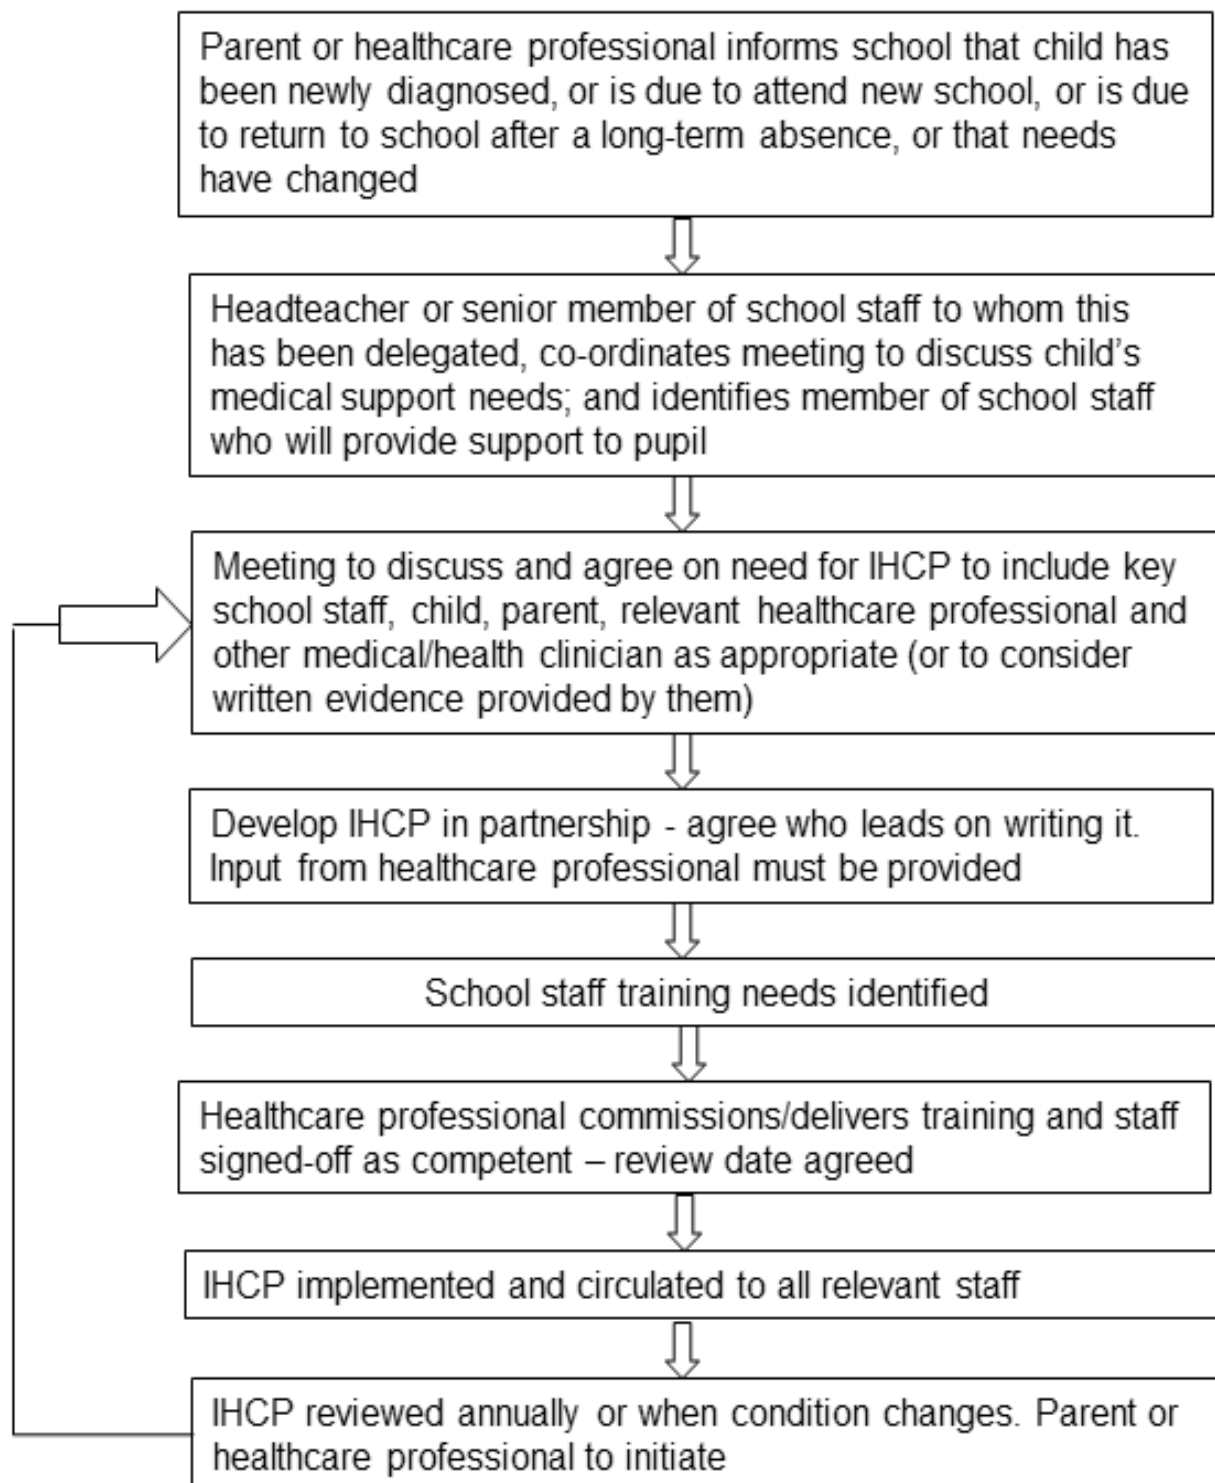 Parent or healthcare professional informs school that child has
been newly diagnosed, or is due to attend new school, or is due
to return to school after a long-term absence, or that needs
have changed
Headteacher or senior member of school staff to whom this
has been delegated, co-ordinates meeting to discuss child's
medical support needs; and identifies member of school staff
who will provide support to pupil
Meeting to discuss and agree on need for IHCP to include key
school staff, child, parent, relevant healthcare professional and
other medical/health clinician as appropriate (or to consider
written evidence provided by them)
Develop IHCP in partnership - agree who leads on writing it.
Input from healthcare professional must be provided
School staff training needs identified
Healthcare professional commissions/delivers training and staff
signed-off as competent – review date agreed
IHCP implemented and circulated to all relevant staff
IHCP reviewed annually or when condition changes. Parent or
healthcare professional to initiate